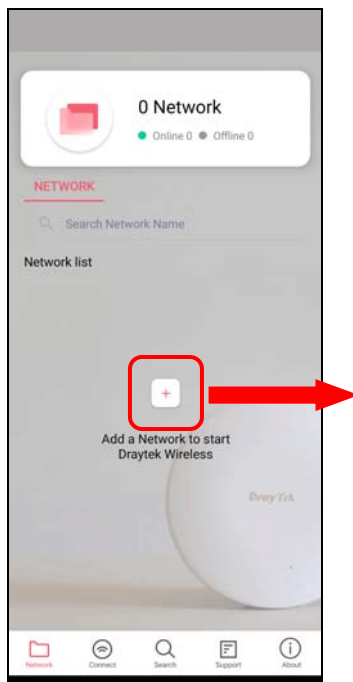 0 Network
Online 0 Offline 0
NETWORK
Search Network Name
Network list
+
Add a Network to start
Draytek Wireless
DrayTek
Network Connect Search Support About